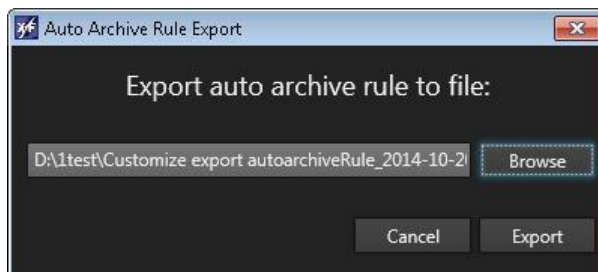 Auto Archive Rule Export
Export auto archive rule to file:
D:\1test\Customize export autoarchiveRule_2014-10-2 Browse
Cancel Export